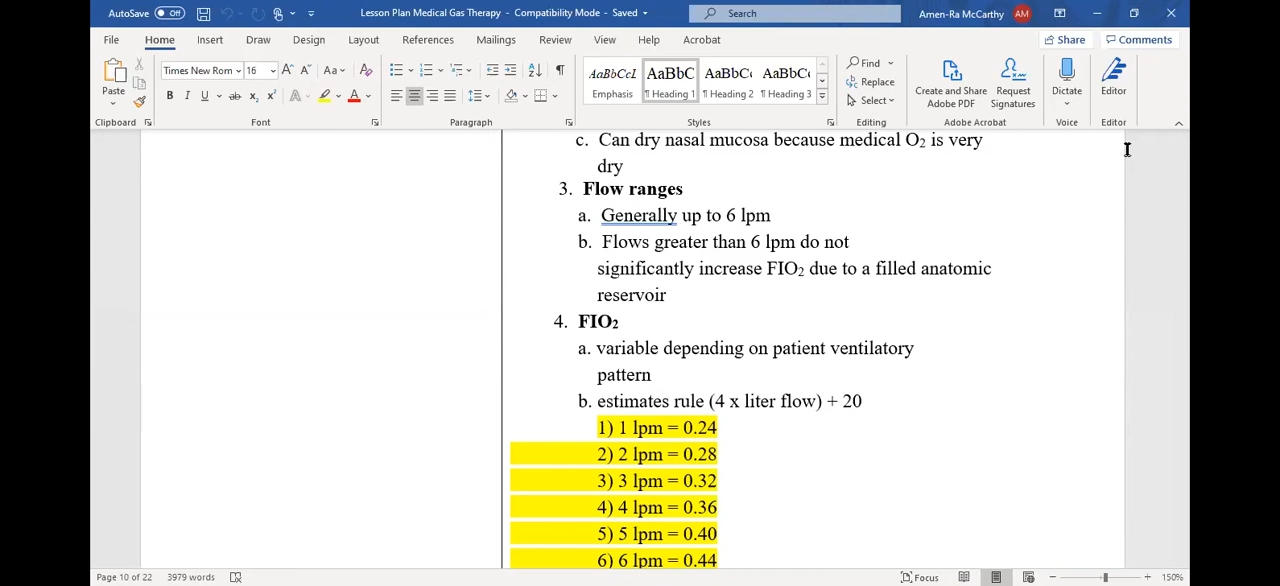 AutoSave Off
Lesson Plan Medical Gas Therapy - Compatibility Mode - Saved
Search
Amen-Ra McCarthy AM
File Home Insert Draw Design Layout References Mailings Review View Help Acrobat
Share Comments
Paste
Clipboard
Times New Rom 16 Aa
B I U ab x2 x2 A A
Font
Paragraph
AaBbCcI AaBbC AaBbCc AaBbCc
Emphasis ¶ Heading 1 ¶ Heading 2 ¶ Heading 3
Styles
Find
Replace
Select
Editing
Create and Share Adobe PDF
Request Signatures
Adobe Acrobat
Dictate
Voice
Editor
Editor
c. Can dry nasal mucosa because medical O2 is very
dry
3. Flow ranges
a. Generally up to 6 lpm
b. Flows greater than 6 lpm do not
significantly increase FIO2 due to a filled anatomic
reservoir
4. FIO2
a. variable depending on patient ventilatory
pattern
b. estimates rule (4 x liter flow) + 20
1) 1 lpm = 0.24
2) 2 lpm = 0.28
3) 3 lpm = 0.32
4) 4 lpm = 0.36
5) 5 lpm = 0.40
6) 6 lpm = 0.44
Page 10 of 22 3979 words
Focus
150%